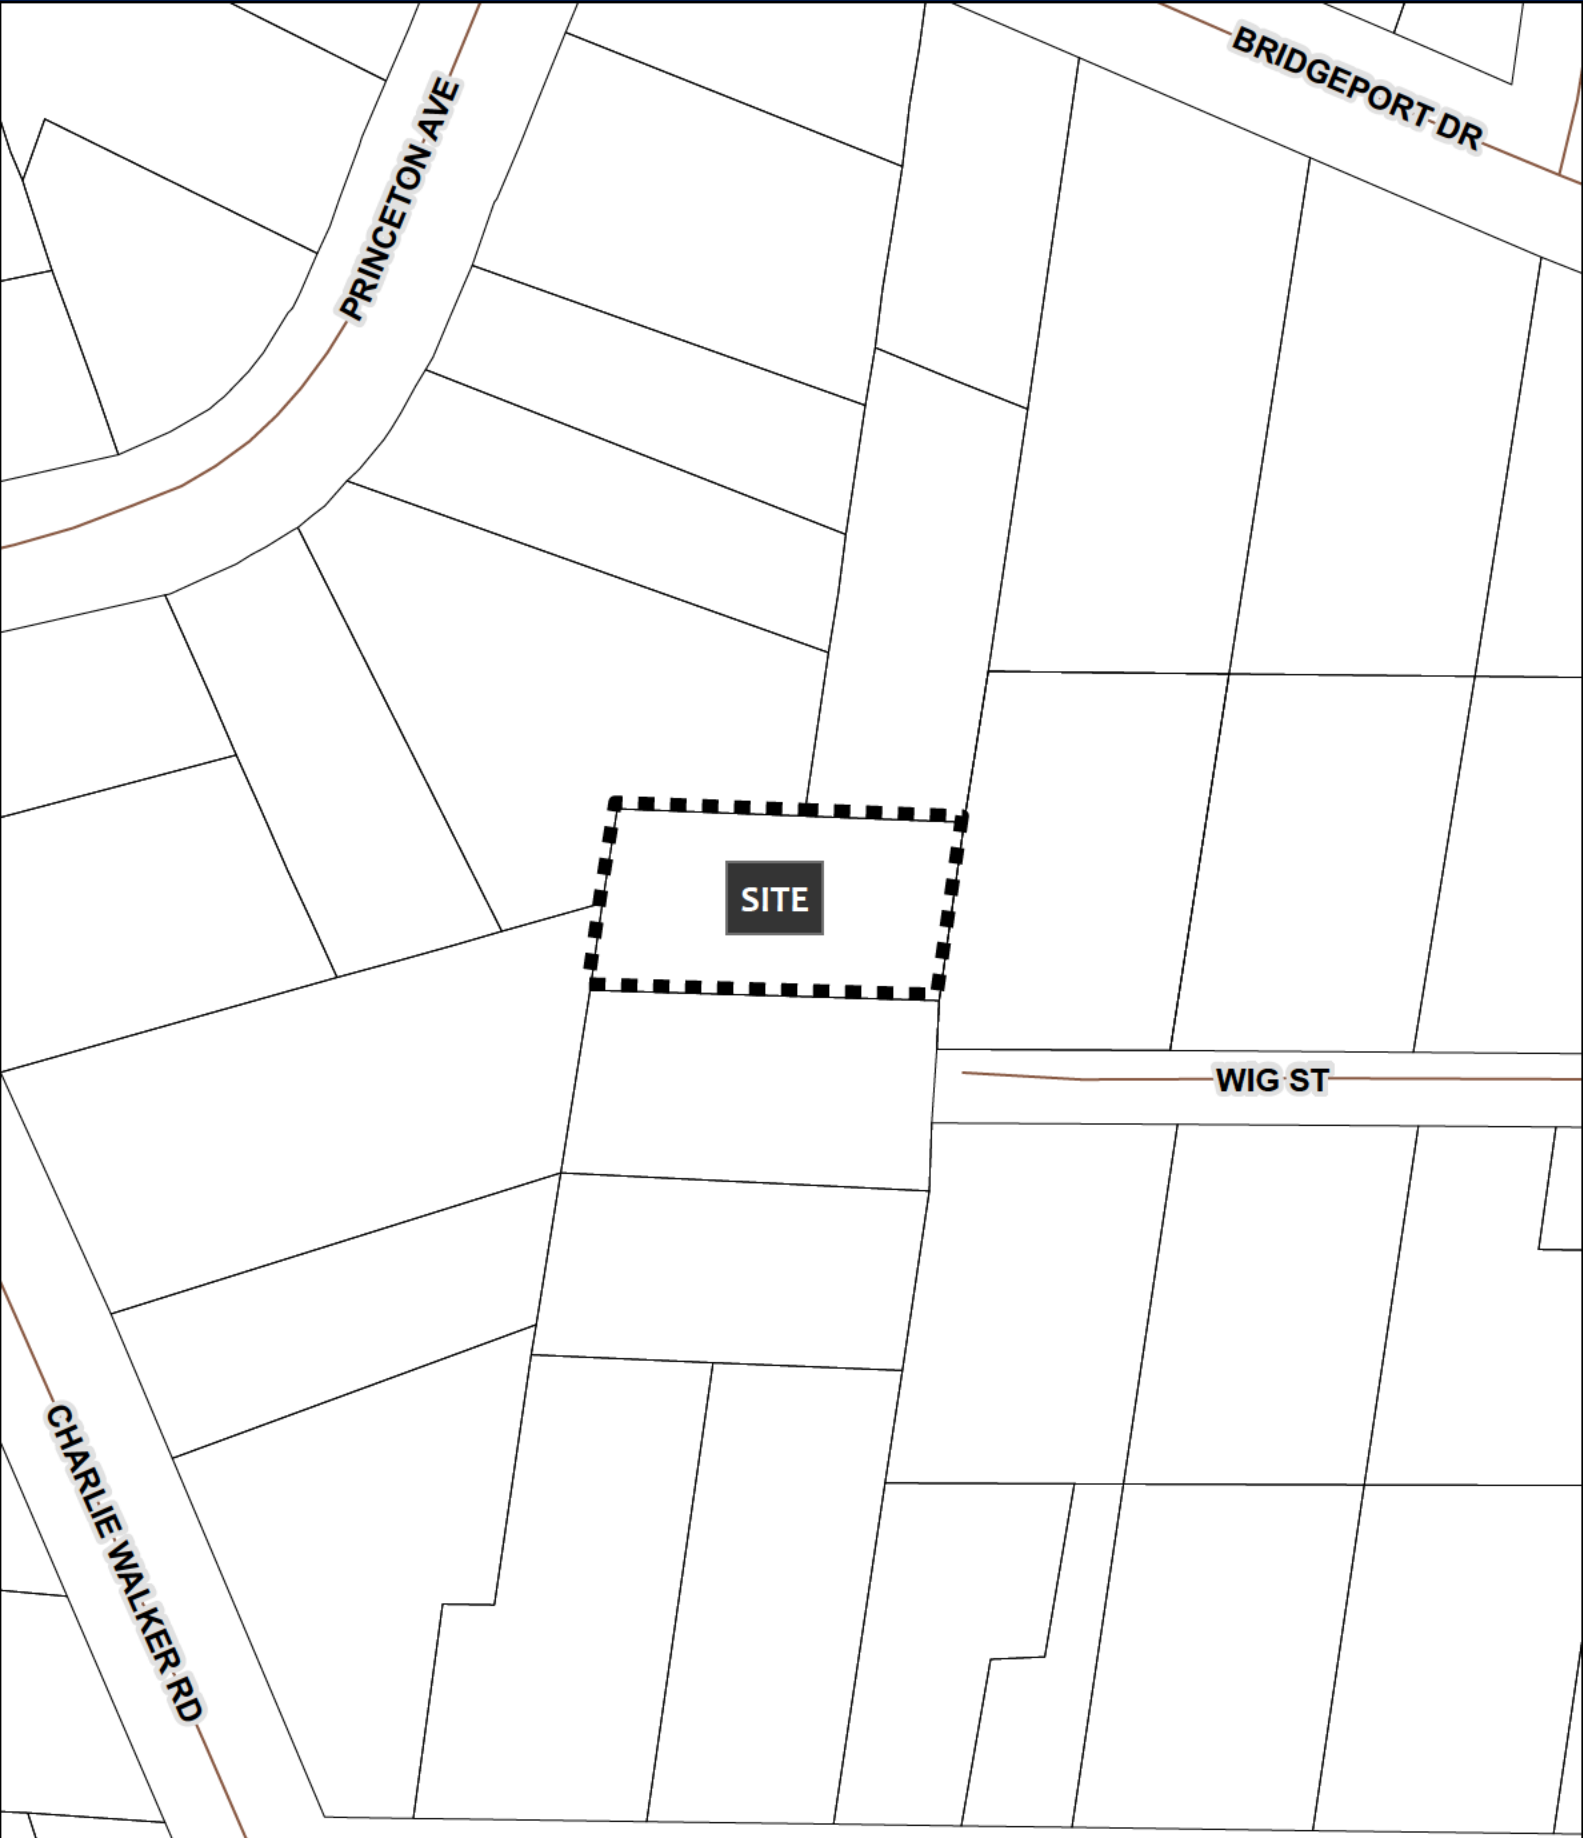 BRIDGEPORT DR
PRINCETON AVE
SITE
WIG ST
CHARLIE WALKER RD